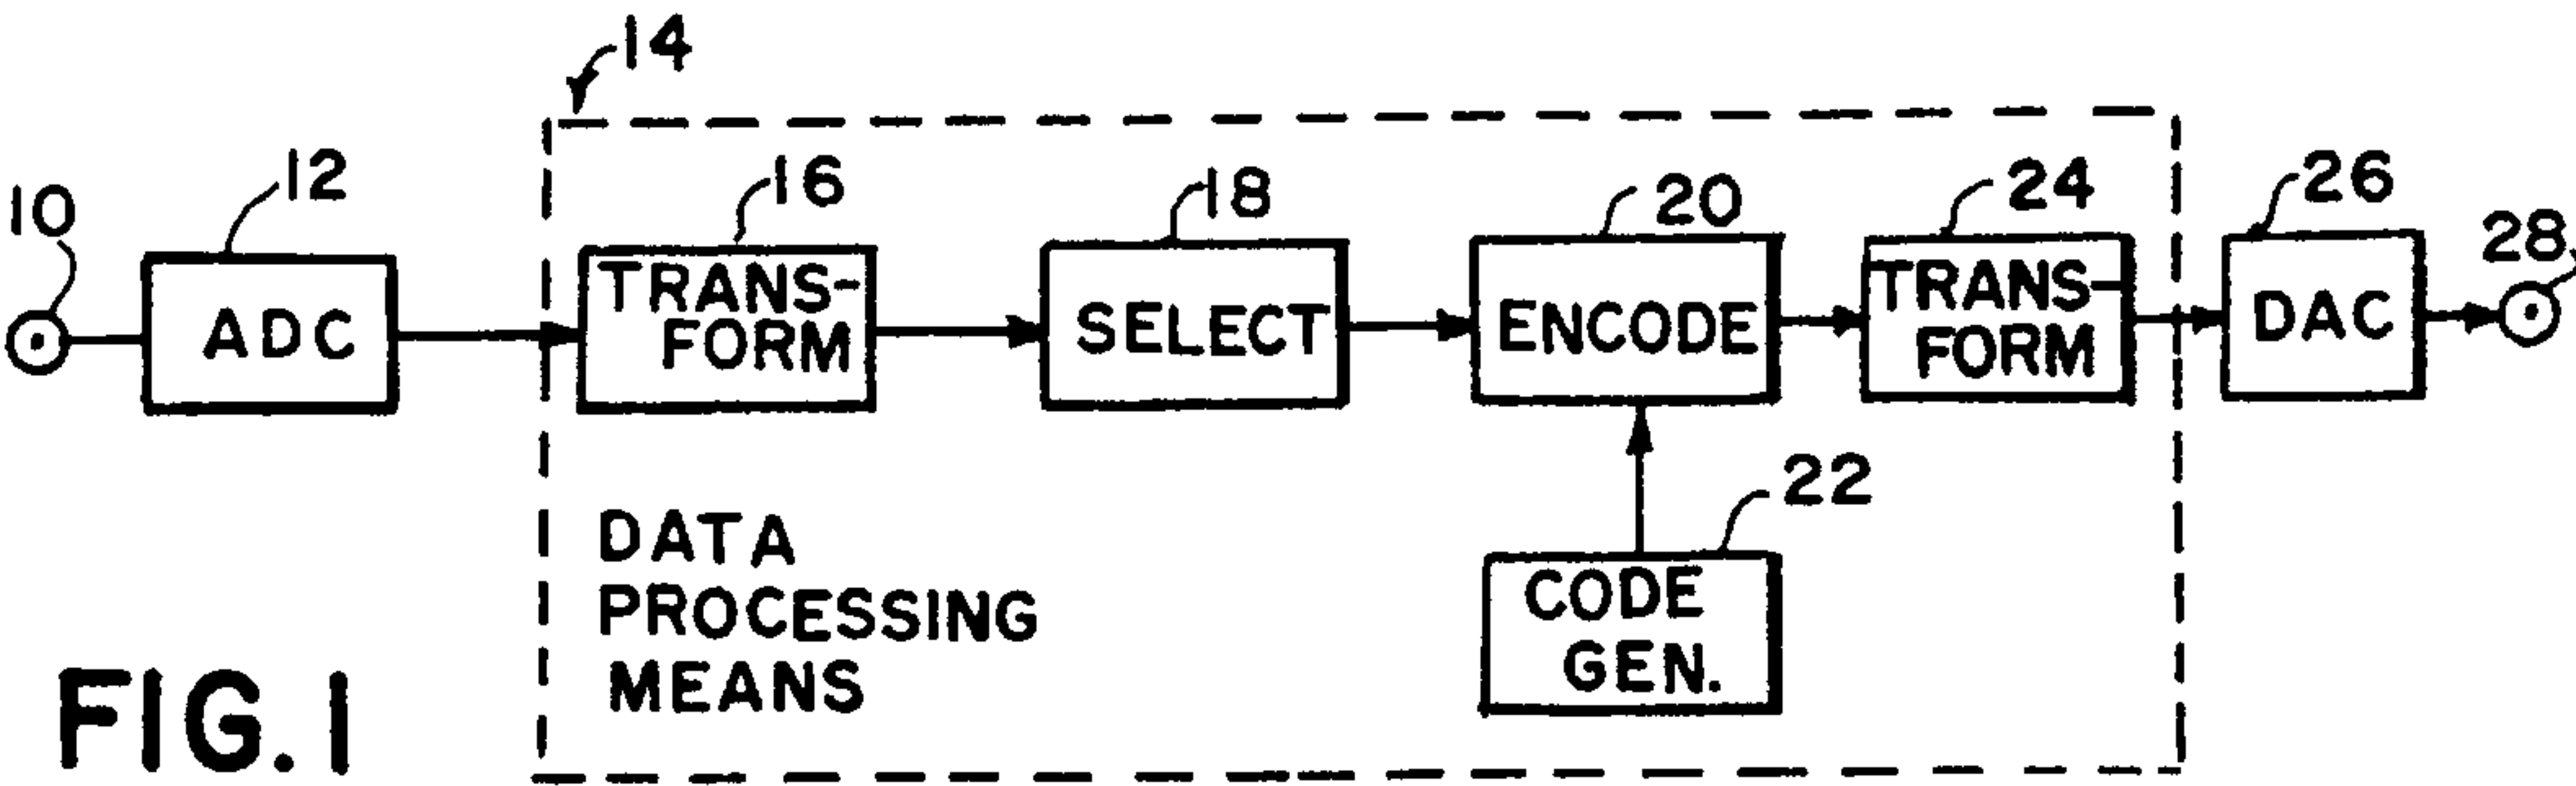 14
10
12
16
18
20
24
26
28
ADC
TRANS-
FORM
SELECT
ENCODE
TRANS-
FORM
DAC
22
CODE
GEN.
DATA
PROCESSING
MEANS
FIG. 1